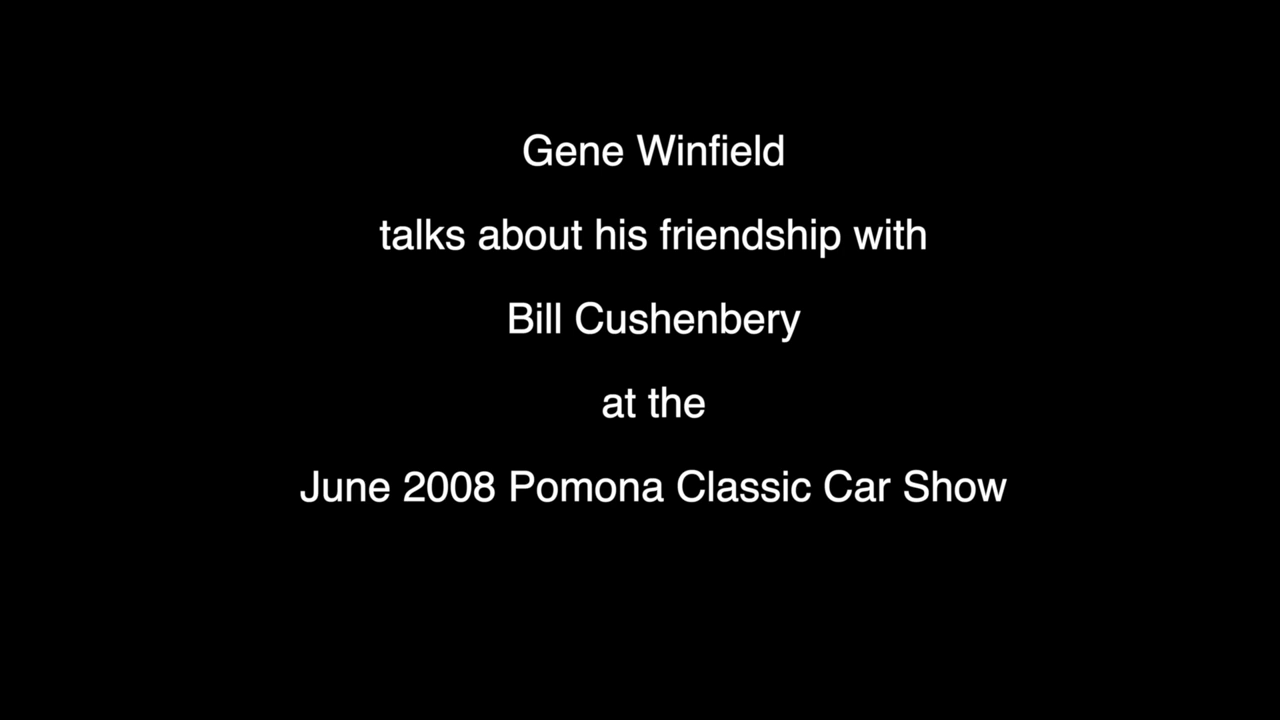 Gene Winfield
talks about his friendship with
Bill Cushenbery
at the
June 2008 Pomona Classic Car Show